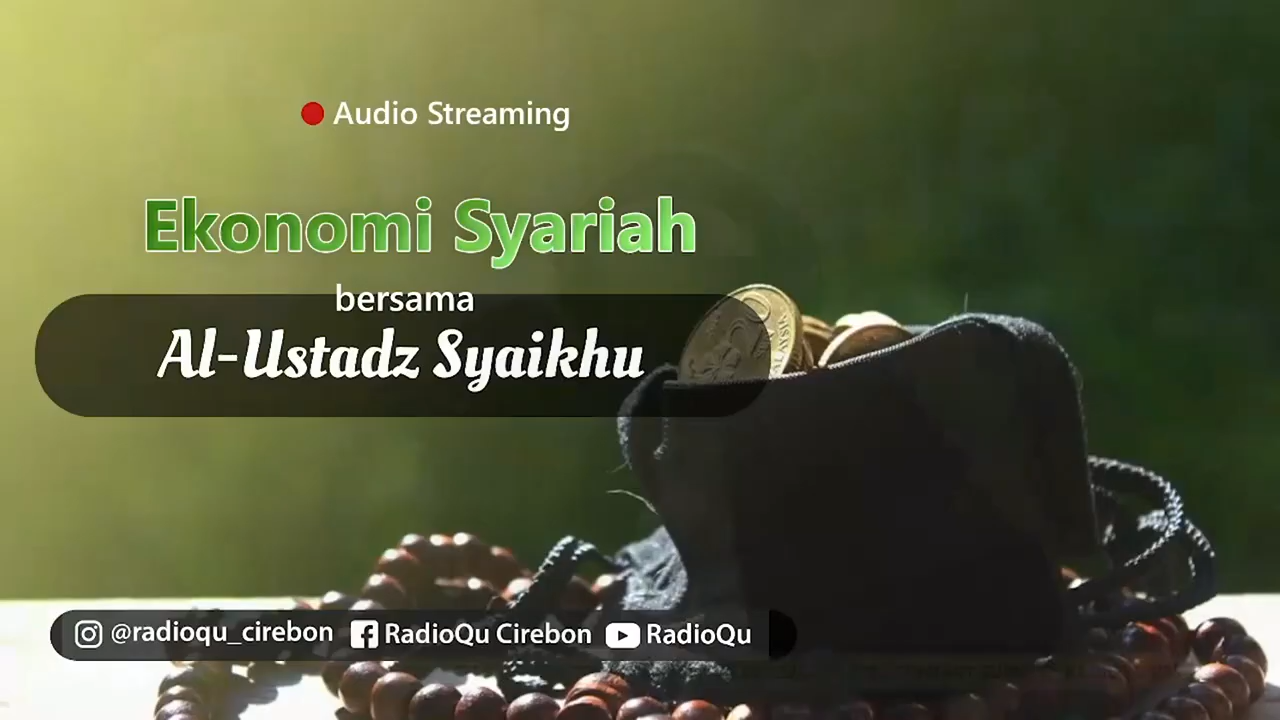 Audio Streaming
Ekonomi Syariah
bersama
Al-Ustadz Syaikhu
@radioqu_cirebon RadioQu Cirebon RadioQu